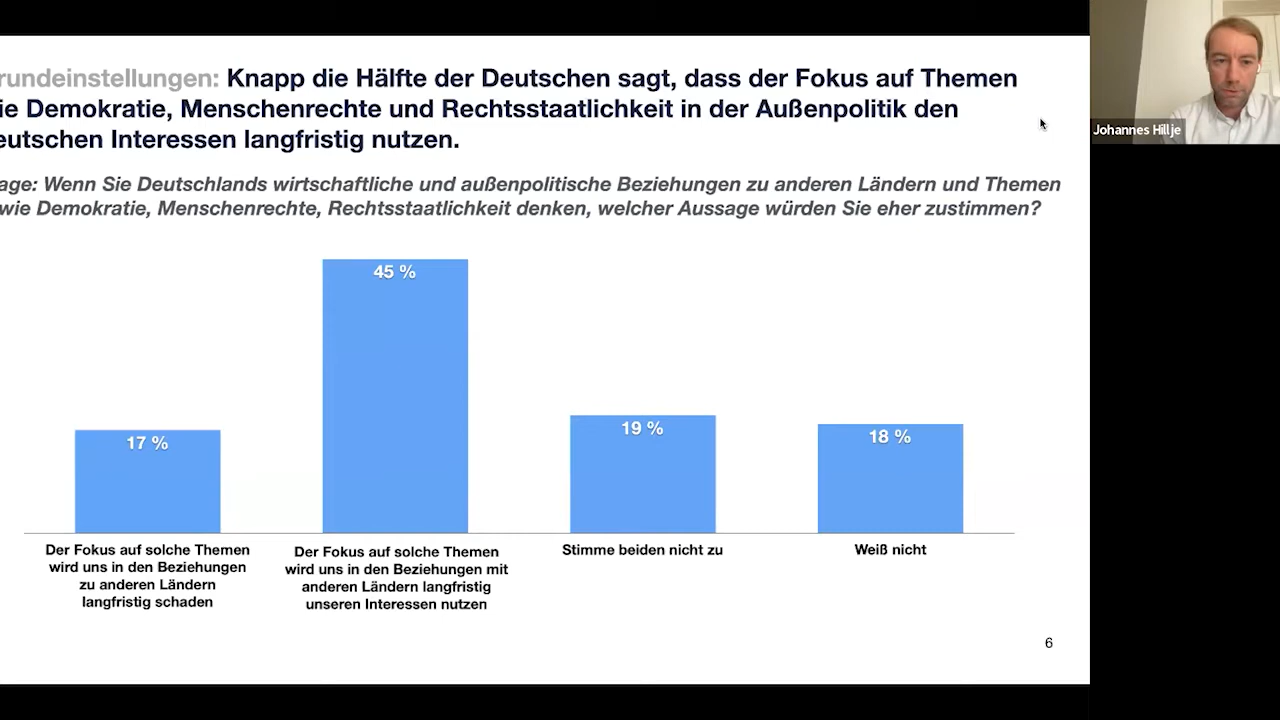 rundeinstellungen: Knapp die Hälfte der Deutschen sagt, dass der Fokus auf Themen
ie Demokratie, Menschenrechte und Rechtsstaatlichkeit in der Außenpolitik den
eutschen Interessen langfristig nutzen.
age: Wenn Sie Deutschlands wirtschaftliche und außenpolitische Beziehungen zu anderen Ländern und Themen
wie Demokratie, Menschenrechte, Rechtsstaatlichkeit denken, welcher Aussage würden Sie eher zustimmen?
17 %
45 %
19 %
18 %
Der Fokus auf solche Themen
wird uns in den Beziehungen
zu anderen Ländern
langfristig schaden
Der Fokus auf solche Themen
wird uns in den Beziehungen mit
anderen Ländern langfristig
unseren Interessen nutzen
Stimme beiden nicht zu
Weiß nicht
6
Johannes Hillje